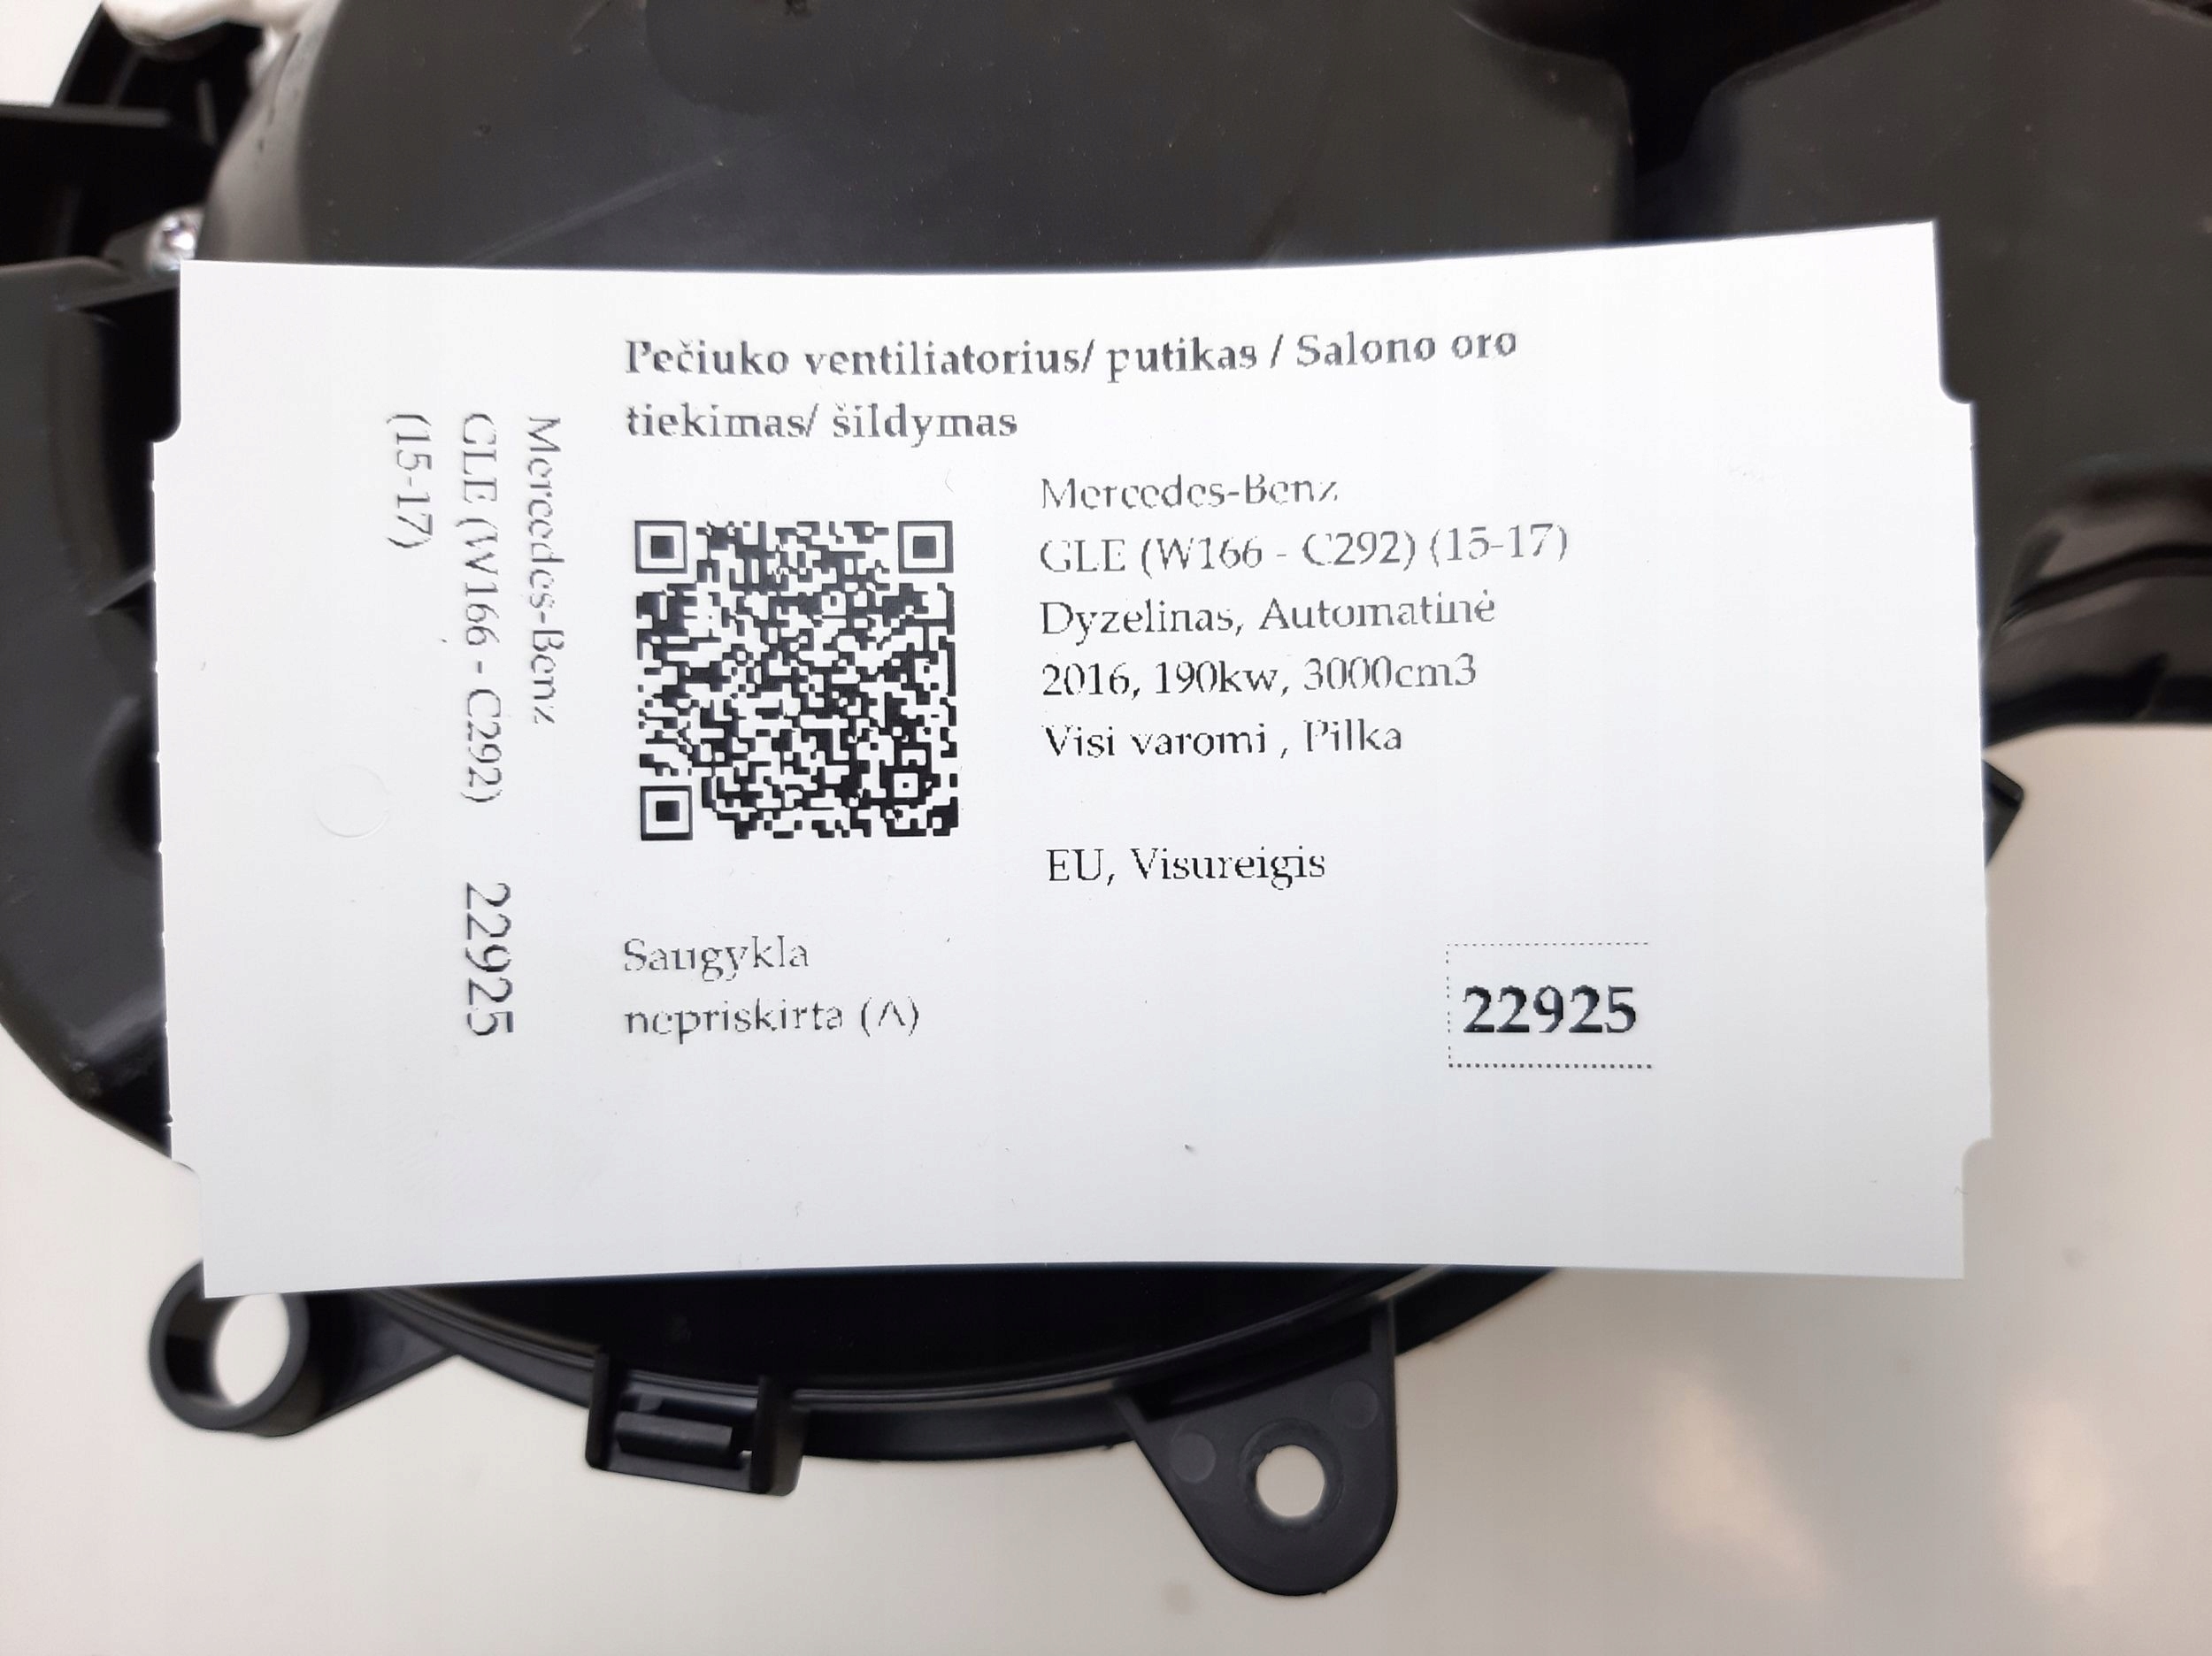 Pečiuko ventiliatorius/ putikas / Salono oro
tiekimas/ šildymas
Mercedes-Benz
GLE (W166 - C292) (15-17)
Dyzelinas, Automatinė
2016, 190kw, 3000cm3
Visi varomi , Pilka
EU, Visureigis
Saugykla
nepriskirta (A)
22925
Mercedes-Benz
GLE (W166 - C292)
(15-17)
22925